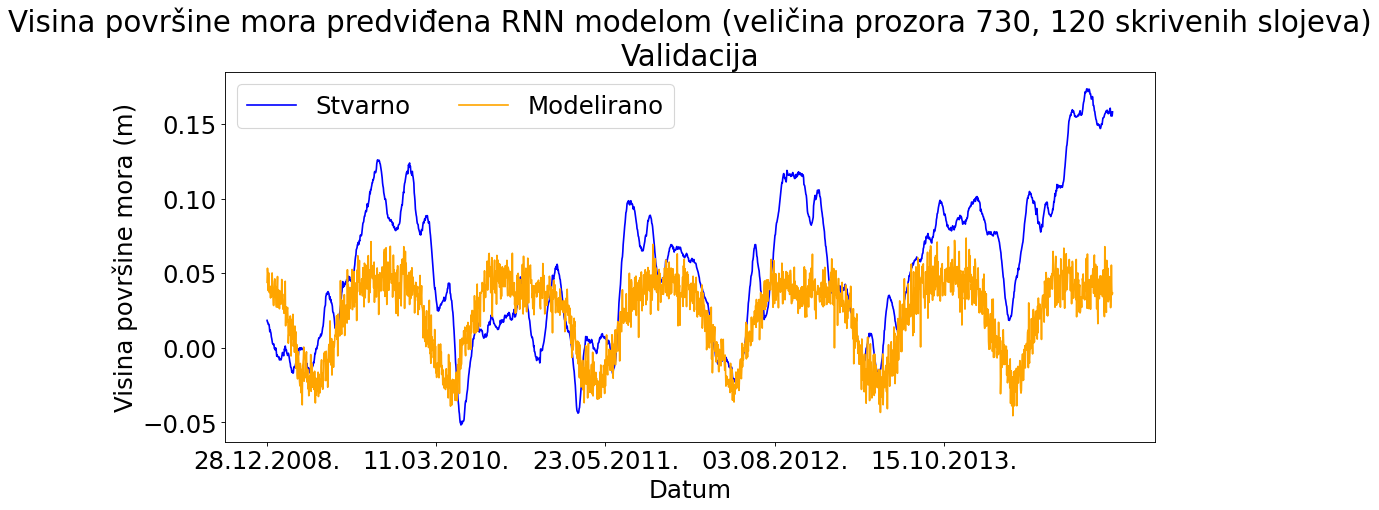 Visina površine mora predviđena RNN modelom (veličina prozora 730, 120 skrivenih slojeva)
Validacija
Stvarno Modelirano
Visina površine mora (m)
0.15
0.10
0.05
0.00
−0.05
28.12.2008. 11.03.2010. 23.05.2011. 03.08.2012. 15.10.2013.
Datum